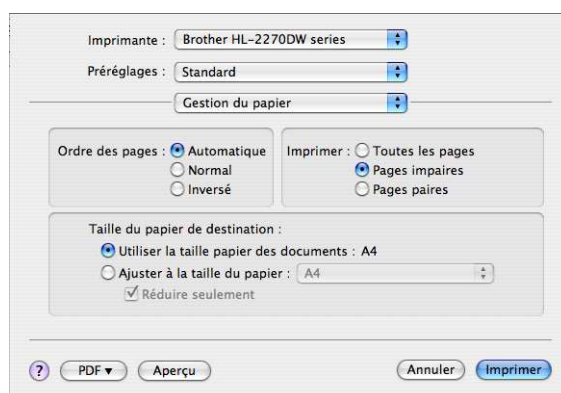 Imprimante : Brother HL-2270DW series
Préréglages : Standard
Gestion du papier
Ordre des pages : Automatique
Normal
Inversé
Imprimer : Toutes les pages
Pages impaires
Pages paires
Taille du papier de destination :
Utiliser la taille papier des documents : A4
Ajuster à la taille du papier : A4
Réduire seulement
? PDF ▼ Aperçu Annuler Imprimer